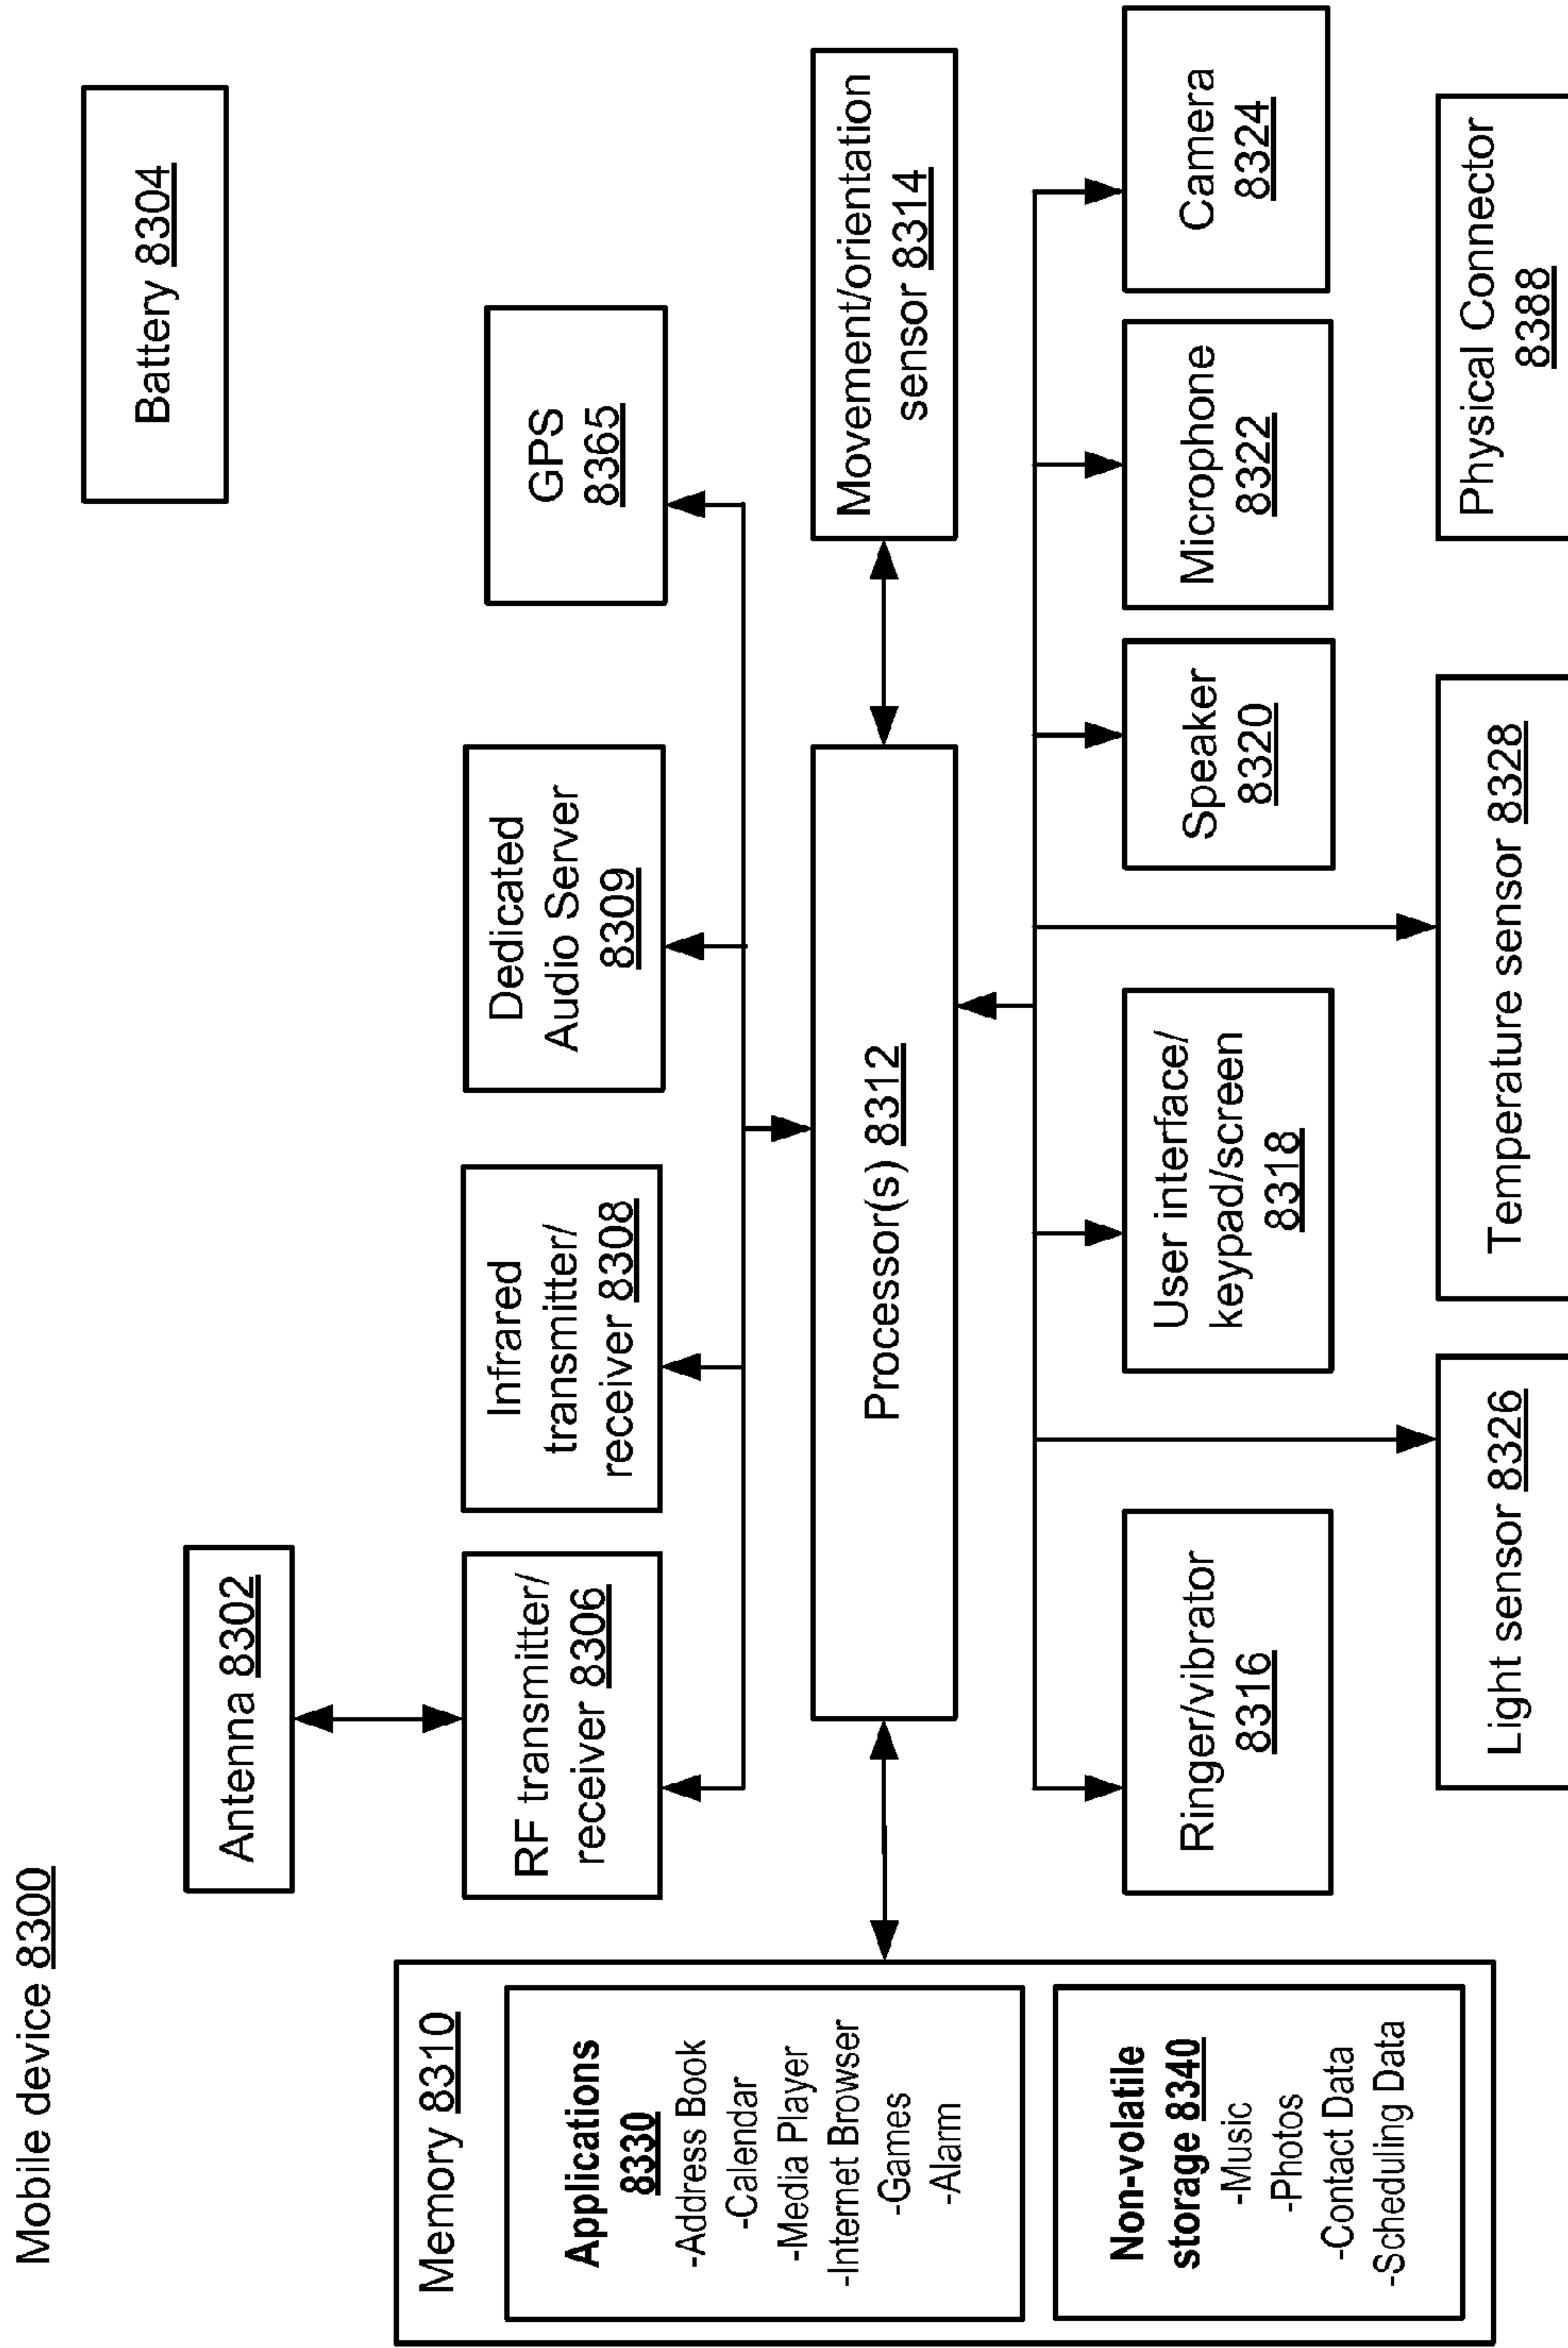 Mobile device 8300
Battery 8304
Antenna 8302
RF transmitter/
receiver 8306
Infrared
transmitter/
receiver 8308
Dedicated
Audio Server
8309
GPS
8365
Memory 8310
Applications
8330
-Address Book
-Calendar
-Media Player
-Internet Browser
-Games
-Alarm
Non-volatile
storage 8340
-Music
-Photos
-Contact Data
-Scheduling Data
Processor(s) 8312
Movement/orientation
sensor 8314
Ringer/vibrator
8316
User interface/
keypad/screen
8318
Speaker
8320
Microphone
8322
Camera
8324
Light sensor 8326
Temperature sensor 8328
Physical Connector
8388